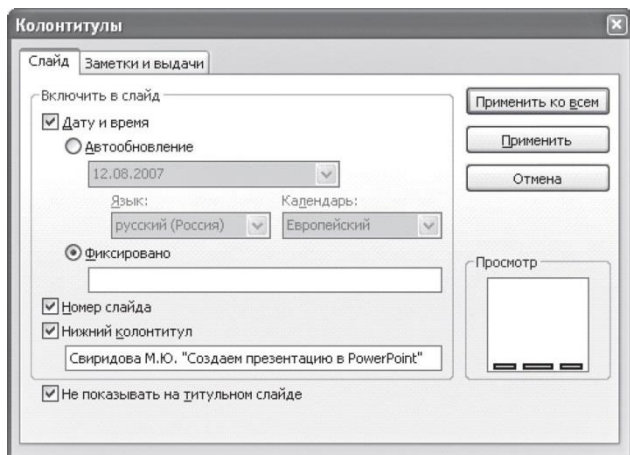 Колонтитулы
Слайд Заметки и выдачи
Включить в слайд
Дату и время
Автообновление
12.08.2007
Язык: Календарь:
русский (Россия) Европейский
Фиксировано
Номер слайда
Нижний колонтитул
Свиридова М.Ю. "Создаем презентацию в PowerPoint"
Не показывать на титульном слайде
Применить ко всем
Применить
Отмена
Просмотр